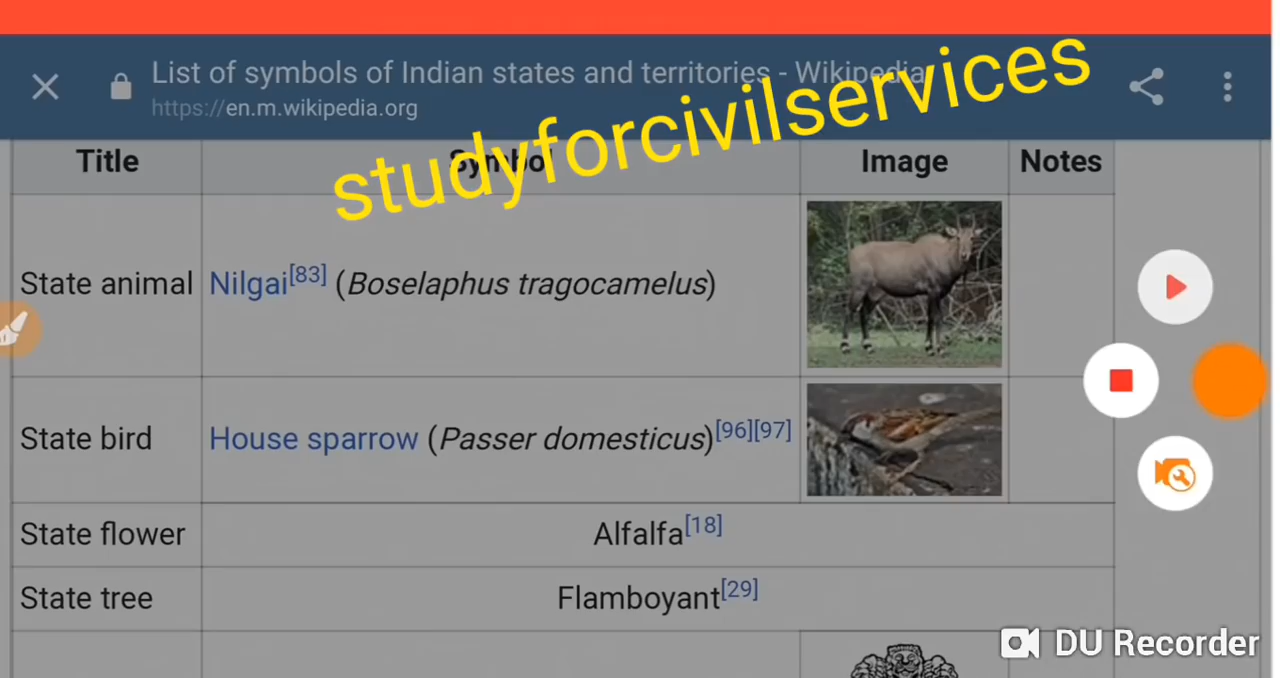 List of symbols of Indian states and territories - Wikipedia
https://en.m.wikipedia.org
studyforcivilservices
Title Symbol Image Notes
State animal Nilgai[83] (Boselaphus tragocamelus)
State bird House sparrow (Passer domesticus)[96][97]
State flower Alfalfa[18]
State tree Flamboyant[29]
DU Recorder